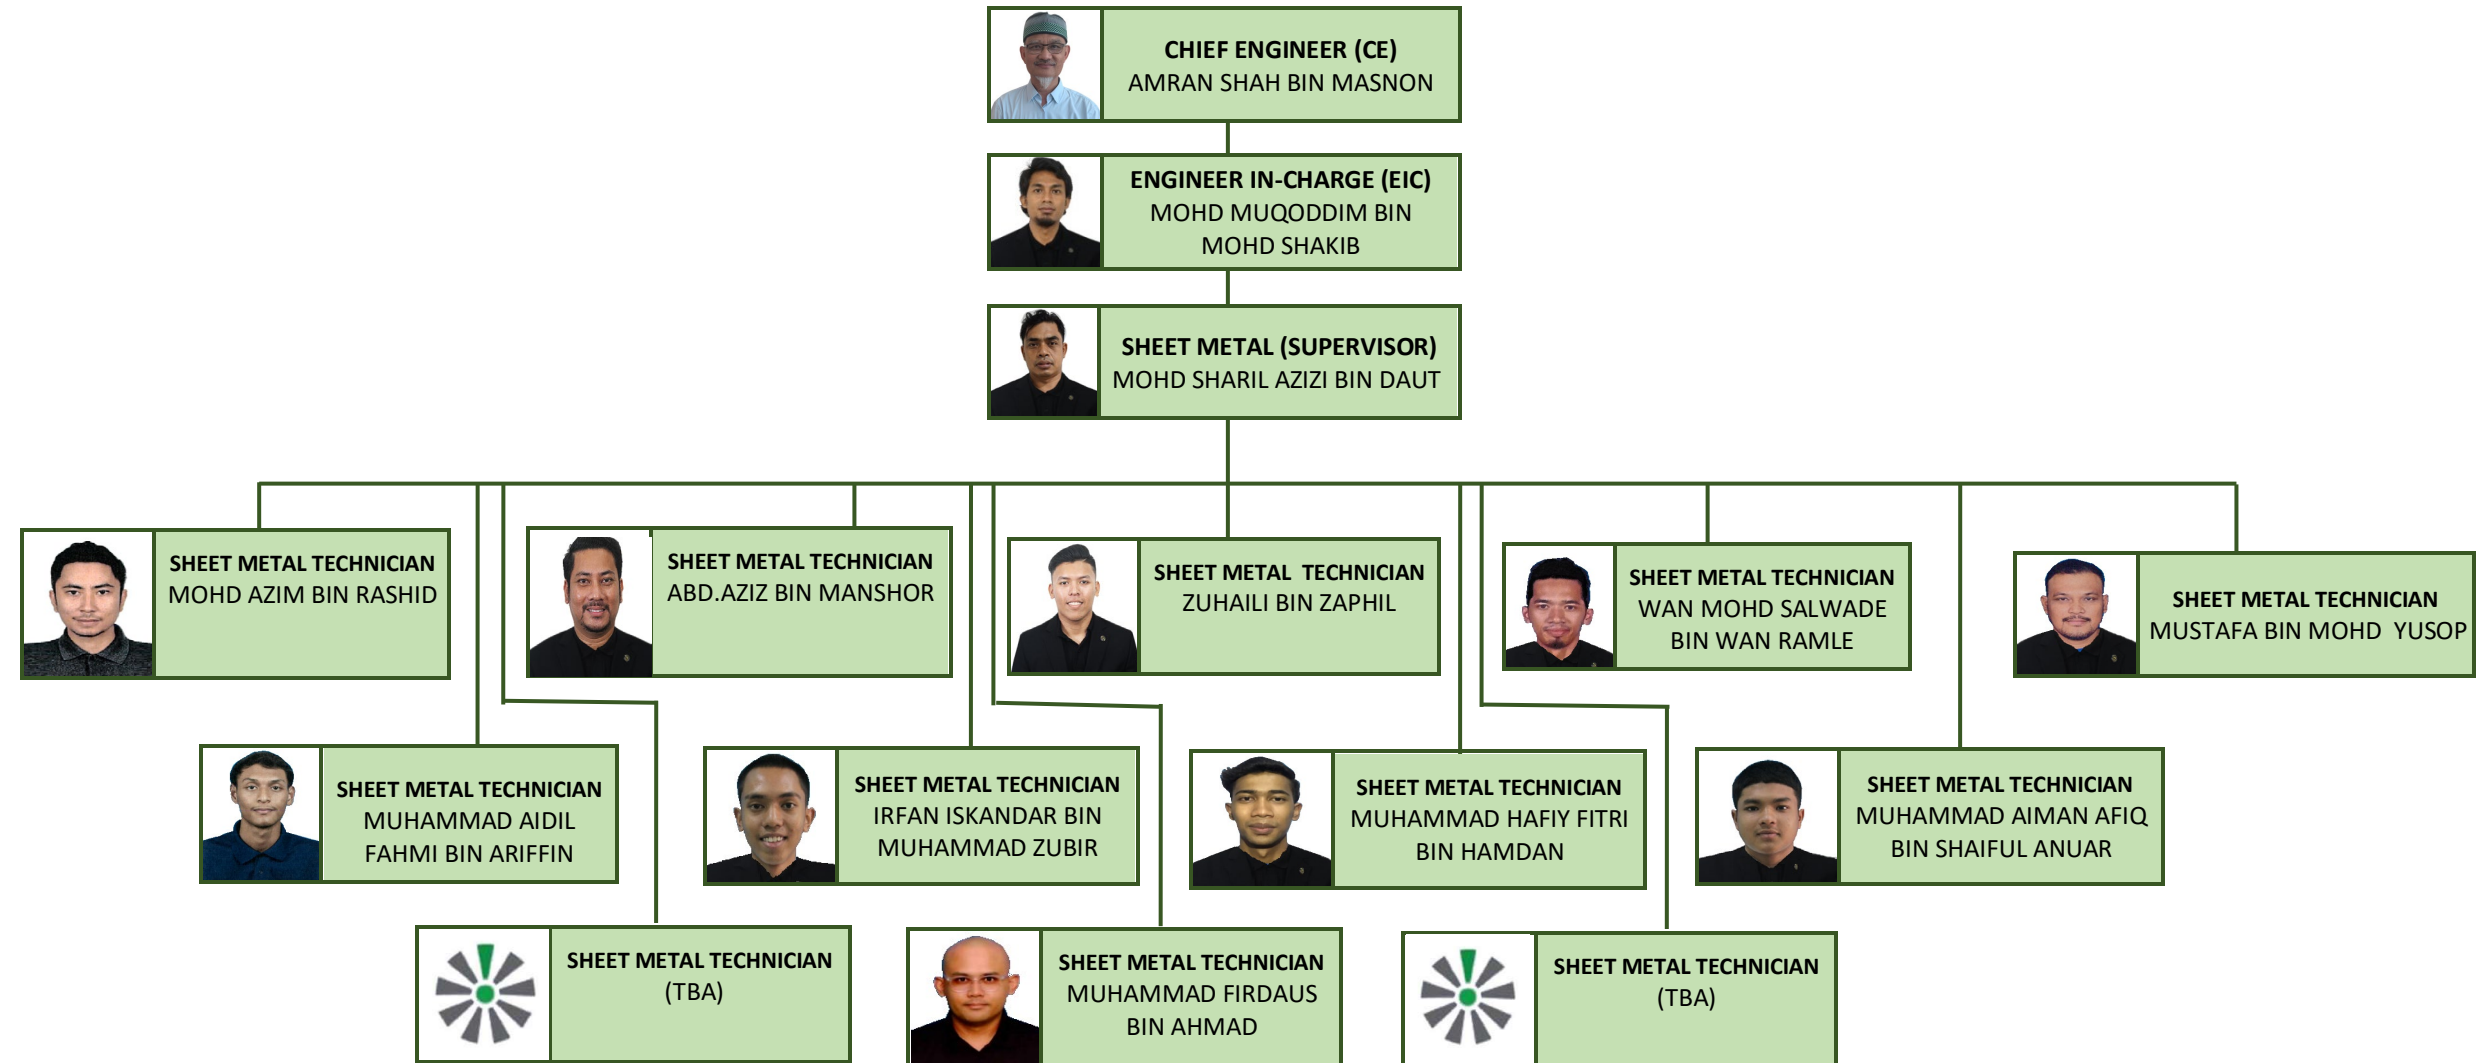 CHIEF ENGINEER (CE)
AMRAN SHAH BIN MASNON
ENGINEER IN-CHARGE (EIC)
MOHD MUQODDIM BIN
MOHD SHAKIB
SHEET METAL (SUPERVISOR)
MOHD SHARIL AZIZI BIN DAUT
SHEET METAL TECHNICIAN
MOHD AZIM BIN RASHID
SHEET METAL TECHNICIAN
ABD.AZIZ BIN MANSHOR
SHEET METAL TECHNICIAN
ZUHAILI BIN ZAPHIL
SHEET METAL TECHNICIAN
WAN MOHD SALWADE
BIN WAN RAMLE
SHEET METAL TECHNICIAN
MUSTAFA BIN MOHD YUSOP
SHEET METAL TECHNICIAN
MUHAMMAD AIDIL
FAHMI BIN ARIFFIN
SHEET METAL TECHNICIAN
IRFAN ISKANDAR BIN
MUHAMMAD ZUBIR
SHEET METAL TECHNICIAN
MUHAMMAD HAFIY FITRI
BIN HAMDAN
SHEET METAL TECHNICIAN
MUHAMMAD AIMAN AFIQ
BIN SHAIFUL ANUAR
SHEET METAL TECHNICIAN
(TBA)
SHEET METAL TECHNICIAN
MUHAMMAD FIRDAUS
BIN AHMAD
SHEET METAL TECHNICIAN
(TBA)